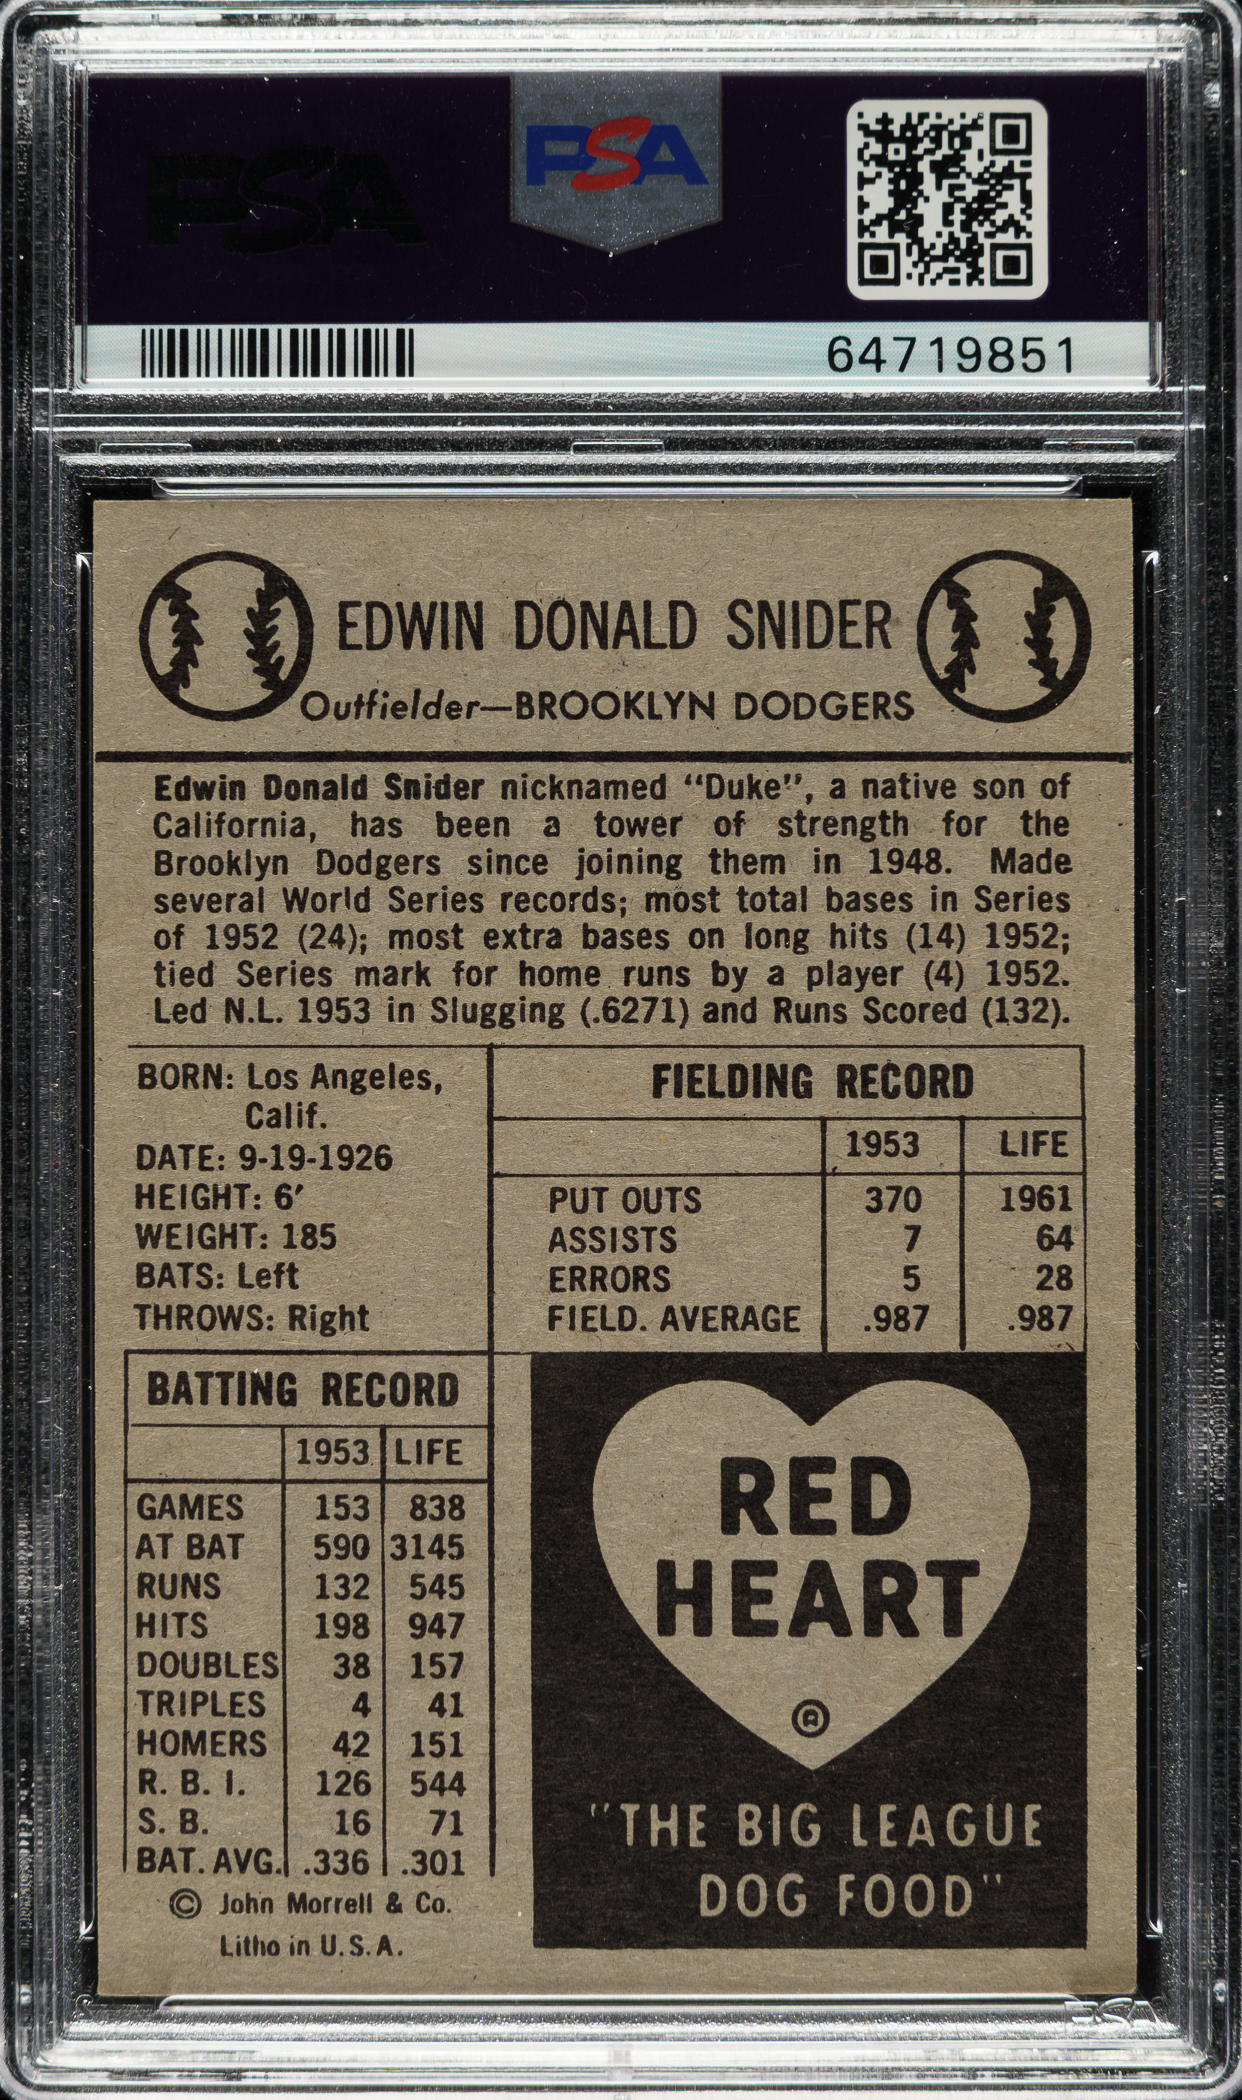 PSA
PSA
64719851
EDWIN DONALD SNIDER
Outfielder—BROOKLYN DODGERS
Edwin Donald Snider nicknamed "Duke", a native son of
California, has been a tower of strength for the
Brooklyn Dodgers since joining them in 1948. Made
several World Series records; most total bases in Series
of 1952 (24); most extra bases on long hits (14) 1952;
tied Series mark for home runs by a player (4) 1952.
Led N.L. 1953 in Slugging (.6271) and Runs Scored (132).
BORN: Los Angeles,
Calif.
DATE: 9-19-1926
HEIGHT: 6′
WEIGHT: 185
BATS: Left
THROWS: Right
FIELDING RECORD
1953 LIFE
PUT OUTS 370 1961
ASSISTS 7 64
ERRORS 5 28
FIELD. AVERAGE .987 .987
BATTING RECORD
1953 LIFE
GAMES 153 838
AT BAT 590 3145
RUNS 132 545
HITS 198 947
DOUBLES 38 157
TRIPLES 4 41
HOMERS 42 151
R. B. I. 126 544
S. B. 16 71
BAT. AVG. .336 .301
© John Morrell & Co.
Litho in U.S.A.
RED
HEART
®
"THE BIG LEAGUE
DOG FOOD"
PSA